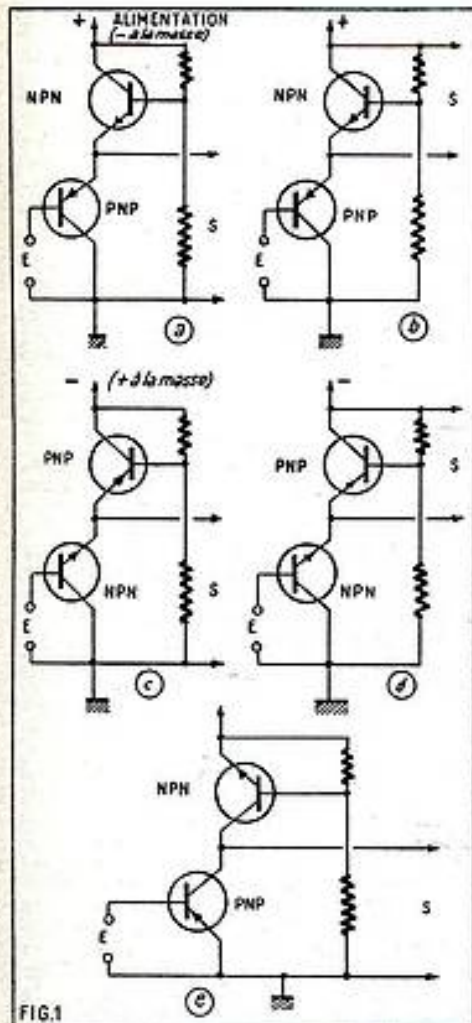 + ALIMENTATION
(- à la masse)
NPN
PNP
E
S
a
+
NPN
PNP
E
S
b
- (+ à la masse)
PNP
NPN
E
S
c
-
PNP
NPN
E
S
d
NPN
PNP
E
S
e
FIG.1